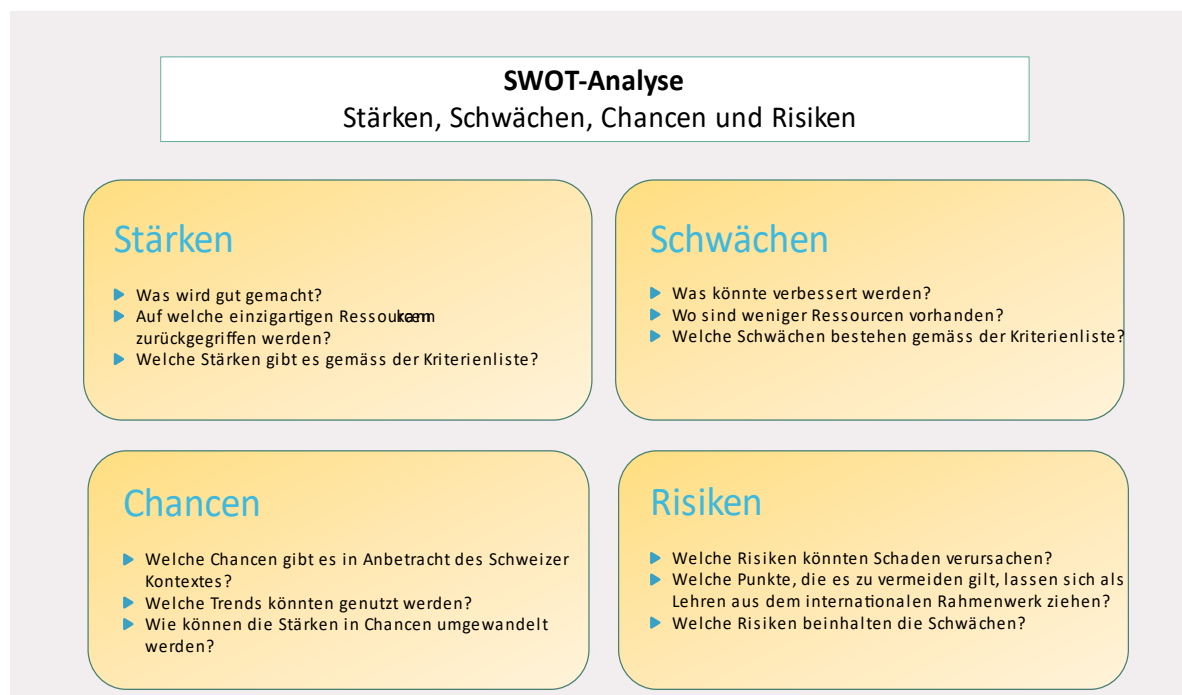 SWOT-Analyse
Stärken, Schwächen, Chancen und Risiken
Stärken
Was wird gut gemacht?
Auf welche einzigartigen Ressourcen kann
zurückgegriffen werden?
Welche Stärken gibt es gemäss der Kriterienliste?
Schwächen
Was könnte verbessert werden?
Wo sind weniger Ressourcen vorhanden?
Welche Schwächen bestehen gemäss der Kriterienliste?
Chancen
Welche Chancen gibt es in Anbetracht des Schweizer
Kontextes?
Welche Trends könnten genutzt werden?
Wie können die Stärken in Chancen umgewandelt
werden?
Risiken
Welche Risiken könnten Schaden verursachen?
Welche Punkte, die es zu vermeiden gilt, lassen sich als
Lehren aus dem internationalen Rahmenwerk ziehen?
Welche Risiken beinhalten die Schwächen?